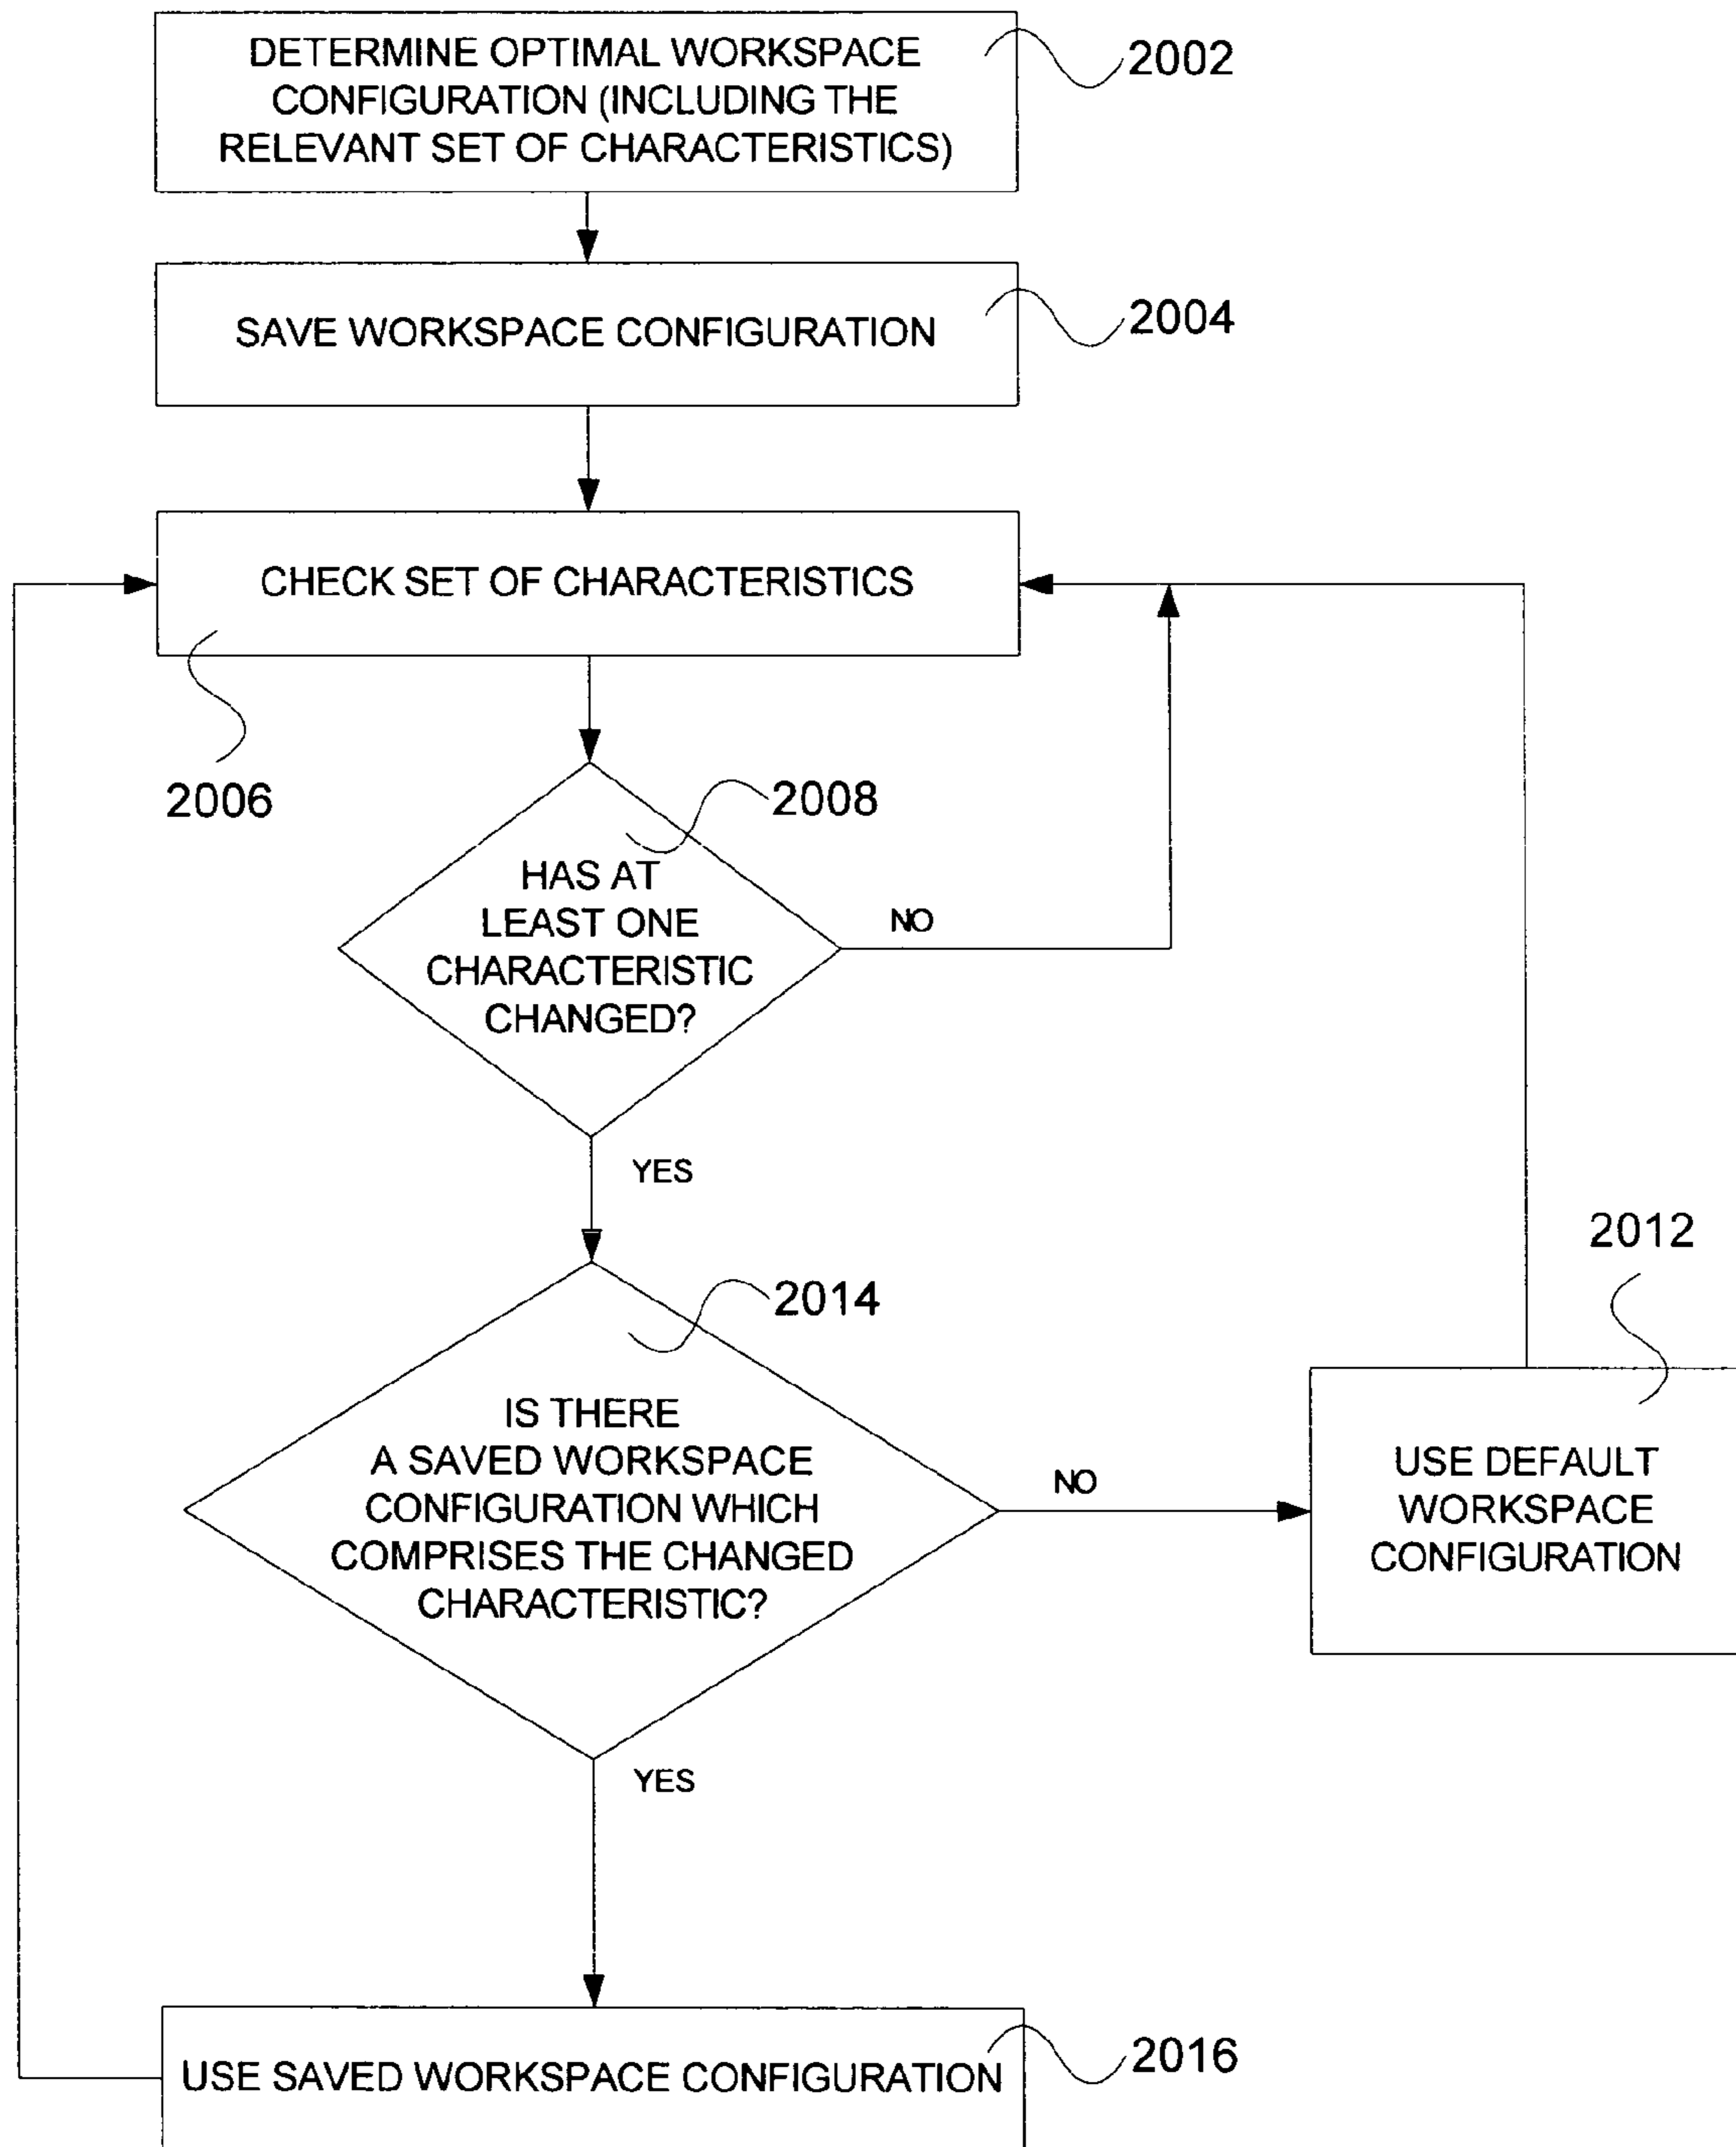 DETERMINE OPTIMAL WORKSPACE
CONFIGURATION (INCLUDING THE
RELEVANT SET OF CHARACTERISTICS)
2002
SAVE WORKSPACE CONFIGURATION
2004
CHECK SET OF CHARACTERISTICS
2006
2008
HAS AT
LEAST ONE
CHARACTERISTIC
CHANGED?
NO
YES
2014
IS THERE
A SAVED WORKSPACE
CONFIGURATION WHICH
COMPRISES THE CHANGED
CHARACTERISTIC?
NO
2012
USE DEFAULT
WORKSPACE
CONFIGURATION
YES
USE SAVED WORKSPACE CONFIGURATION
2016